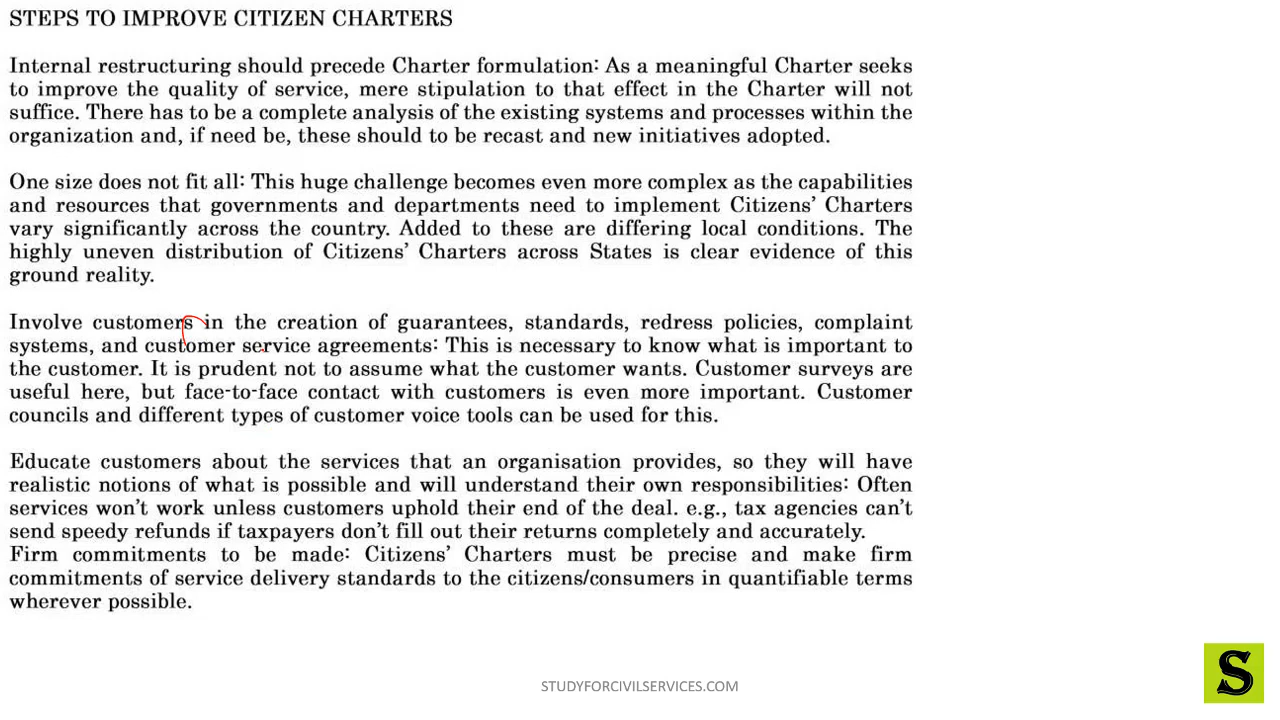 STEPS TO IMPROVE CITIZEN CHARTERS
Internal restructuring should precede Charter formulation: As a meaningful Charter seeks
to improve the quality of service, mere stipulation to that effect in the Charter will not
suffice. There has to be a complete analysis of the existing systems and processes within the
organization and, if need be, these should to be recast and new initiatives adopted.
One size does not fit all: This huge challenge becomes even more complex as the capabilities
and resources that governments and departments need to implement Citizens’ Charters
vary significantly across the country. Added to these are differing local conditions. The
highly uneven distribution of Citizens’ Charters across States is clear evidence of this
ground reality.
Involve customers in the creation of guarantees, standards, redress policies, complaint
systems, and customer service agreements: This is necessary to know what is important to
the customer. It is prudent not to assume what the customer wants. Customer surveys are
useful here, but face-to-face contact with customers is even more important. Customer
councils and different types of customer voice tools can be used for this.
Educate customers about the services that an organisation provides, so they will have
realistic notions of what is possible and will understand their own responsibilities: Often
services won’t work unless customers uphold their end of the deal. e.g., tax agencies can’t
send speedy refunds if taxpayers don’t fill out their returns completely and accurately.
Firm commitments to be made: Citizens’ Charters must be precise and make firm
commitments of service delivery standards to the citizens/consumers in quantifiable terms
wherever possible.
STUDYFORCIVILSERVICES.COM
S